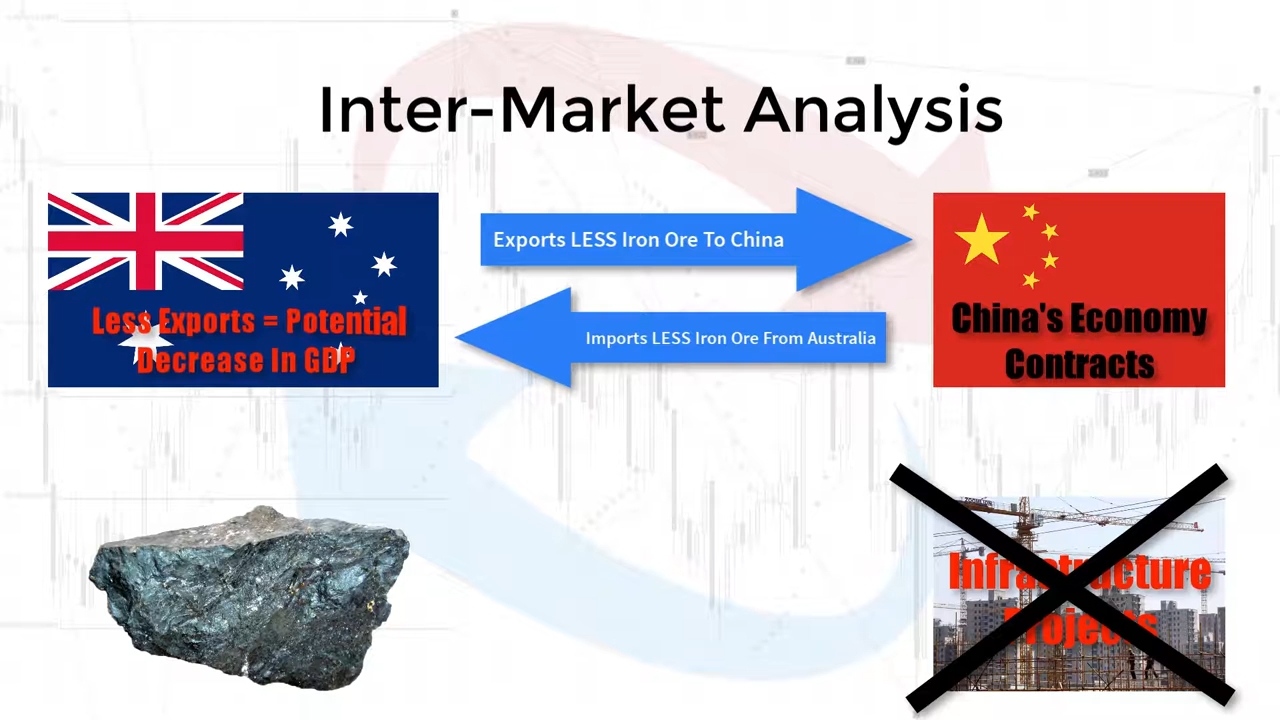 Inter-Market Analysis
Exports LESS Iron Ore To China
Imports LESS Iron Ore From Australia
Less Exports = Potential
Decrease In GDP
China's Economy
Contracts
Infrastructure
Projects